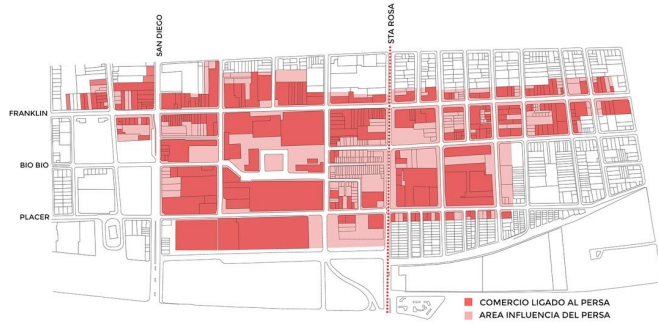 SAN DIEGO
STA ROSA
FRANKLIN
BIO BIO
PLACER
COMERCIO LIGADO AL PERSA
AREA INFLUENCIA DEL PERSA